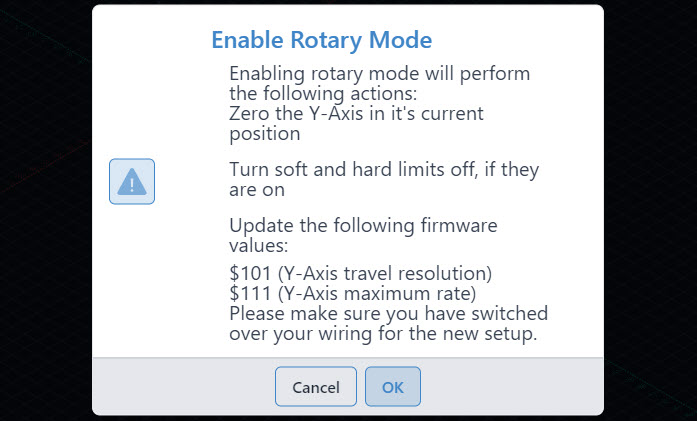 Enable Rotary Mode
Enabling rotary mode will perform
the following actions:
Zero the Y-Axis in it's current
position
Turn soft and hard limits off, if they
are on
Update the following firmware
values:
$101 (Y-Axis travel resolution)
$111 (Y-Axis maximum rate)
Please make sure you have switched
over your wiring for the new setup.
Cancel
OK